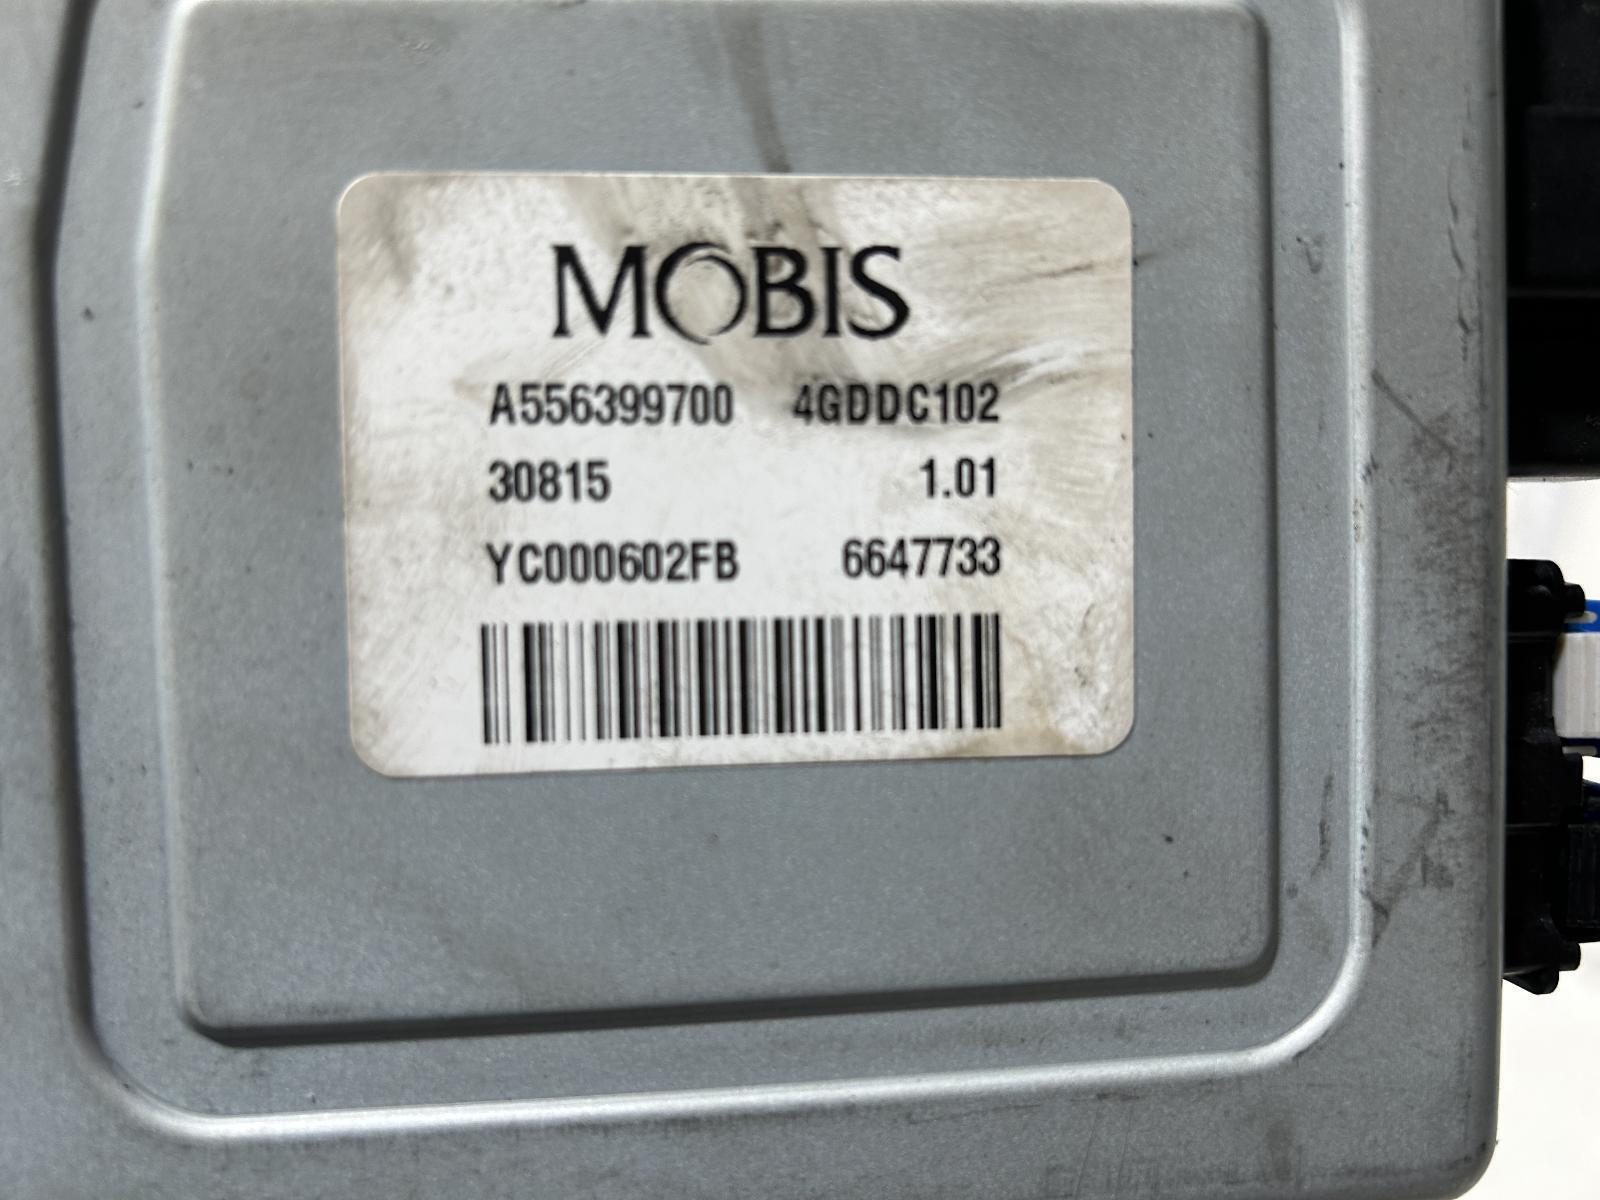 MOBIS
A556399700 4GDDC102
30815 1.01
YC000602FB 6647733